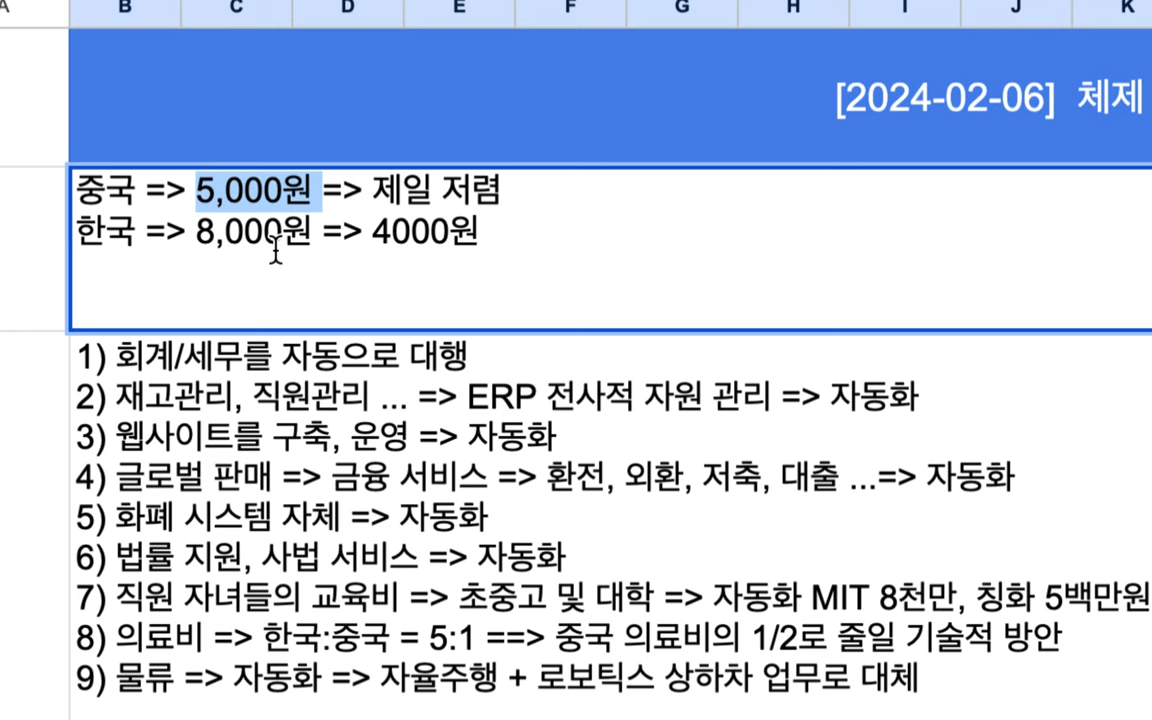 A B C D E F G H I J K
[2024-02-06] 체제
중국 => 5,000원 => 제일 저렴
한국 => 8,000원 => 4000원
1) 회계/세무를 자동으로 대행
2) 재고관리, 직원관리 ... => ERP 전사적 자원 관리 => 자동화
3) 웹사이트를 구축, 운영 => 자동화
4) 글로벌 판매 => 금융 서비스 => 환전, 외환, 저축, 대출 ...=> 자동화
5) 화폐 시스템 자체 => 자동화
6) 법률 지원, 사법 서비스 => 자동화
7) 직원 자녀들의 교육비 => 초중고 및 대학 => 자동화 MIT 8천만, 칭화 5백만원
8) 의료비 => 한국:중국 = 5:1 ==> 중국 의료비의 1/2로 줄일 기술적 방안
9) 물류 => 자동화 => 자율주행 + 로보틱스 상하차 업무로 대체